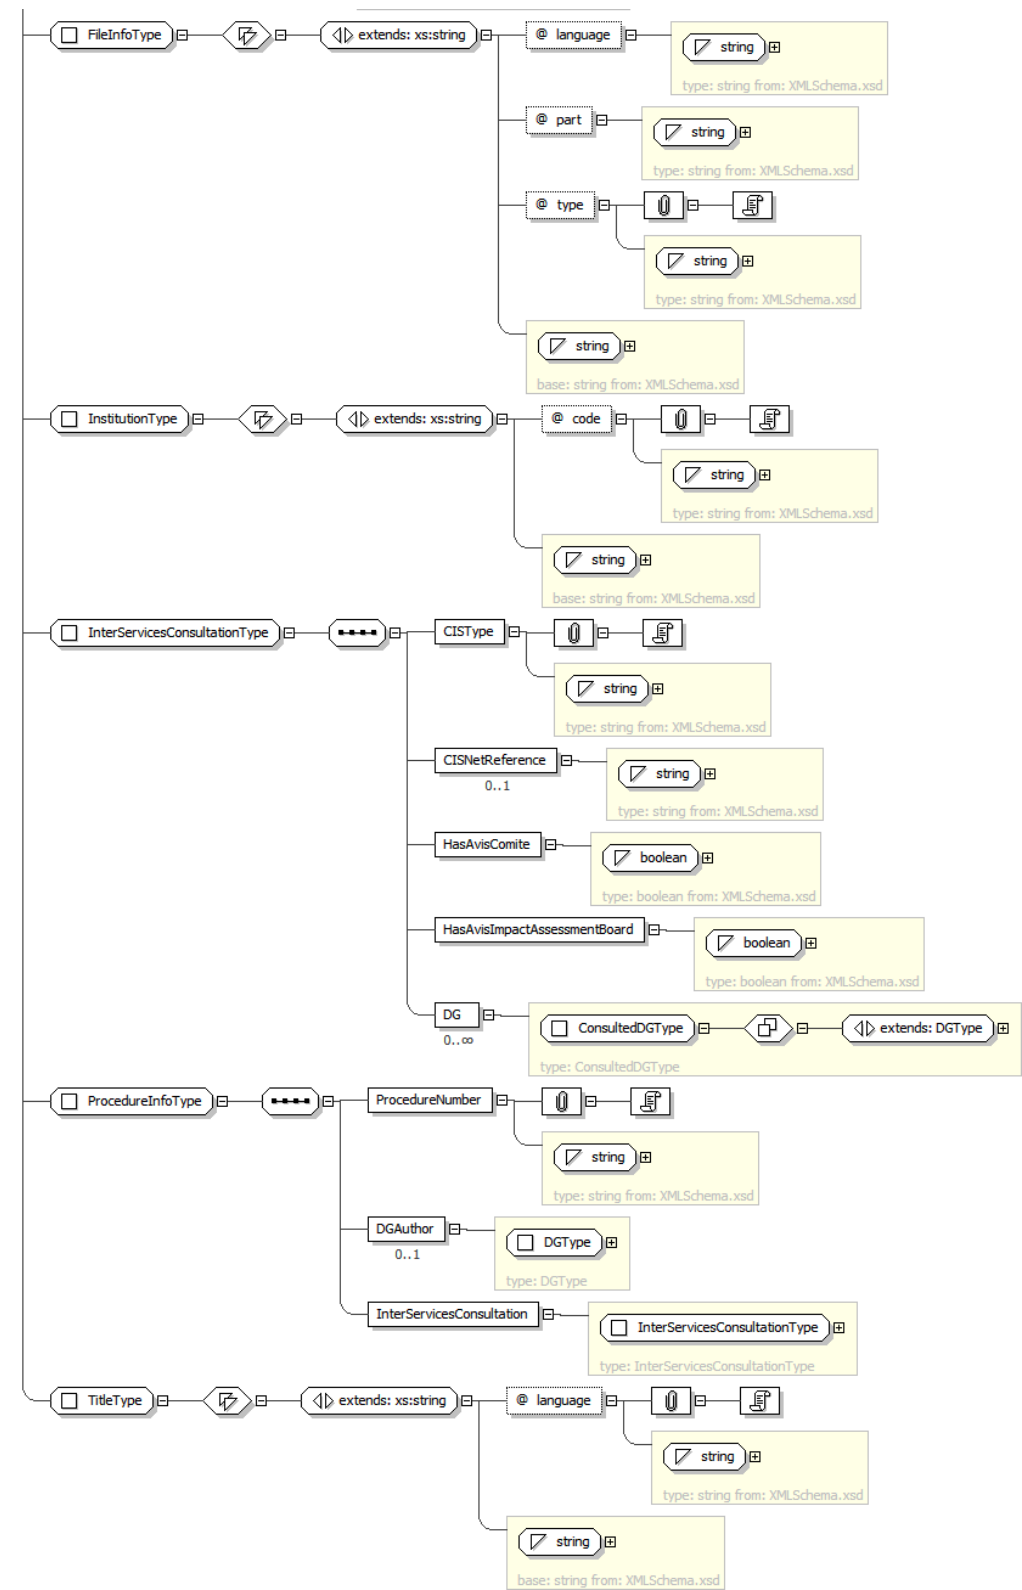 FileInfoType
extends: xs:string
@ language
string
type: string from: XMLSchema.xsd
@ part
string
type: string from: XMLSchema.xsd
@ type
string
type: string from: XMLSchema.xsd
string
base: string from: XMLSchema.xsd
InstitutionType
extends: xs:string
@ code
string
type: string from: XMLSchema.xsd
string
base: string from: XMLSchema.xsd
InterServicesConsultationType
CISType
string
type: string from: XMLSchema.xsd
CISNetReference
0..1
string
type: string from: XMLSchema.xsd
HasAvisComite
boolean
type: boolean from: XMLSchema.xsd
HasAvisImpactAssessmentBoard
boolean
type: boolean from: XMLSchema.xsd
DG
0..∞
ConsultedDGType
extends: DGType
type: ConsultedDGType
ProcedureInfoType
ProcedureNumber
string
type: string from: XMLSchema.xsd
DGAuthor
0..1
DGType
type: DGType
InterServicesConsultation
InterServicesConsultationType
type: InterServicesConsultationType
TitleType
extends: xs:string
@ language
string
type: string from: XMLSchema.xsd
string
base: string from: XMLSchema.xsd